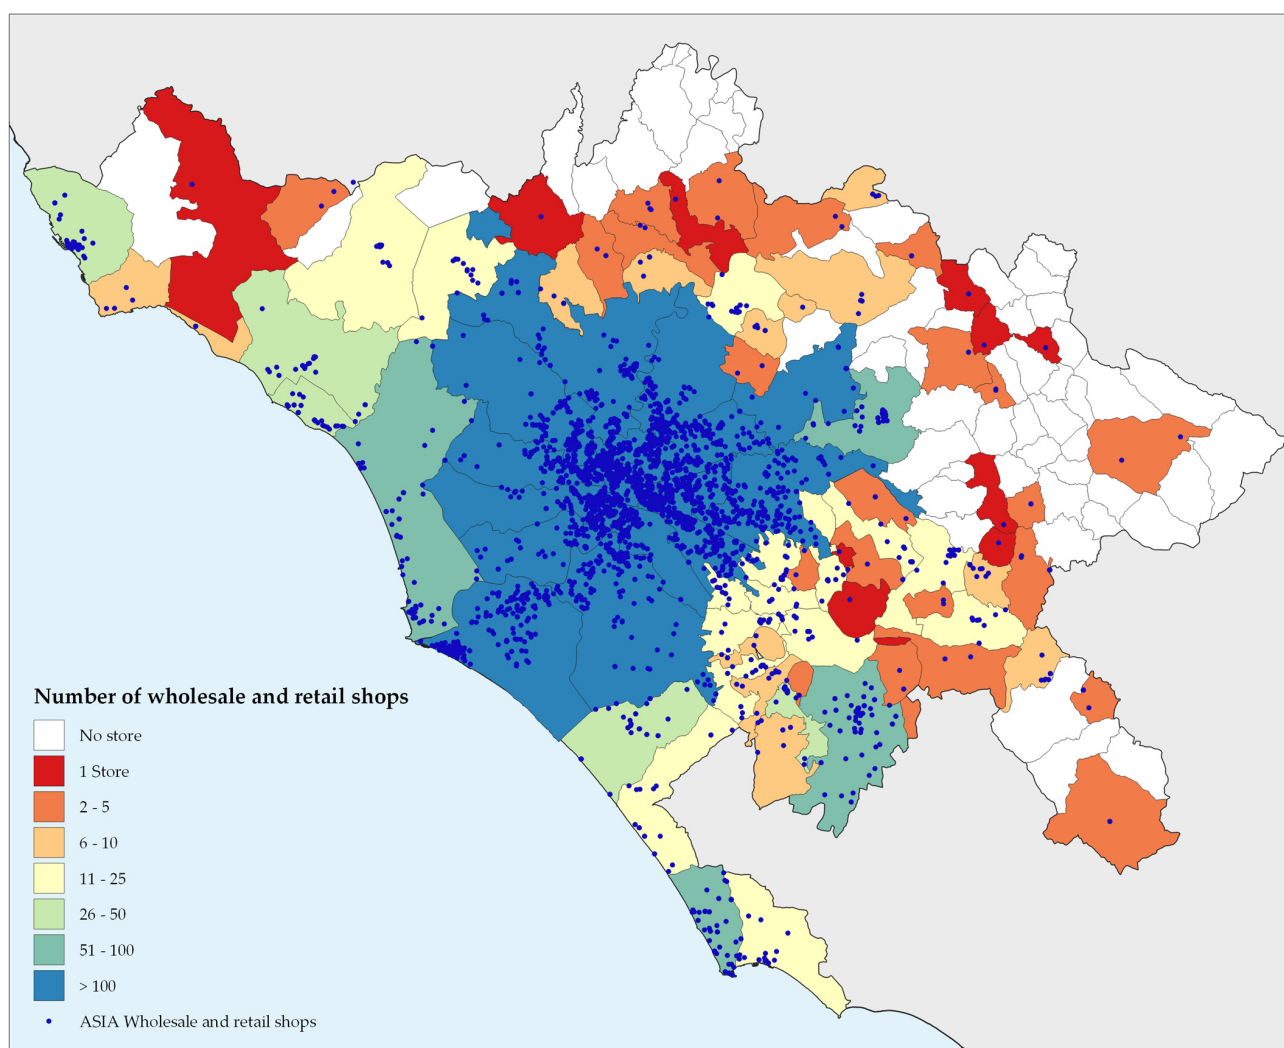 Number of wholesale and retail shops
No store
1 Store
2 - 5
6 - 10
11 - 25
26 - 50
51 - 100
> 100
ASIA Wholesale and retail shops